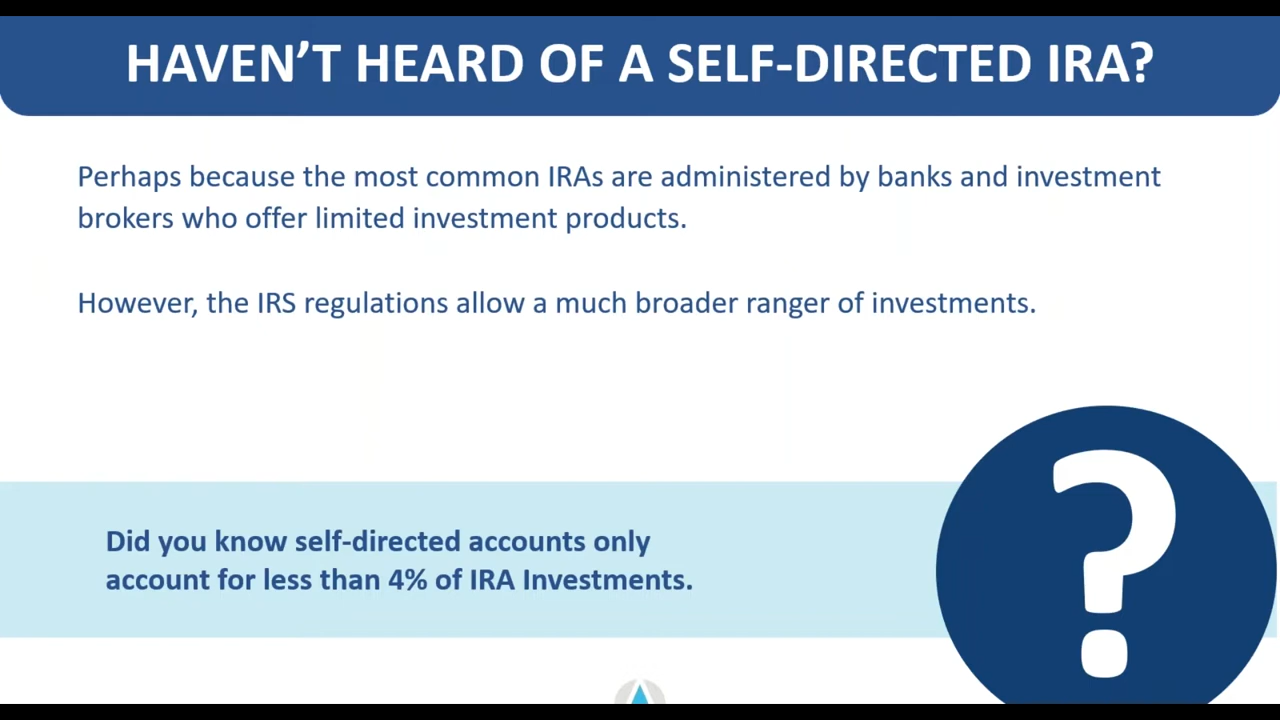 HAVEN’T HEARD OF A SELF-DIRECTED IRA?
Perhaps because the most common IRAs are administered by banks and investment
brokers who offer limited investment products.
However, the IRS regulations allow a much broader ranger of investments.
Did you know self-directed accounts only
account for less than 4% of IRA Investments.
?